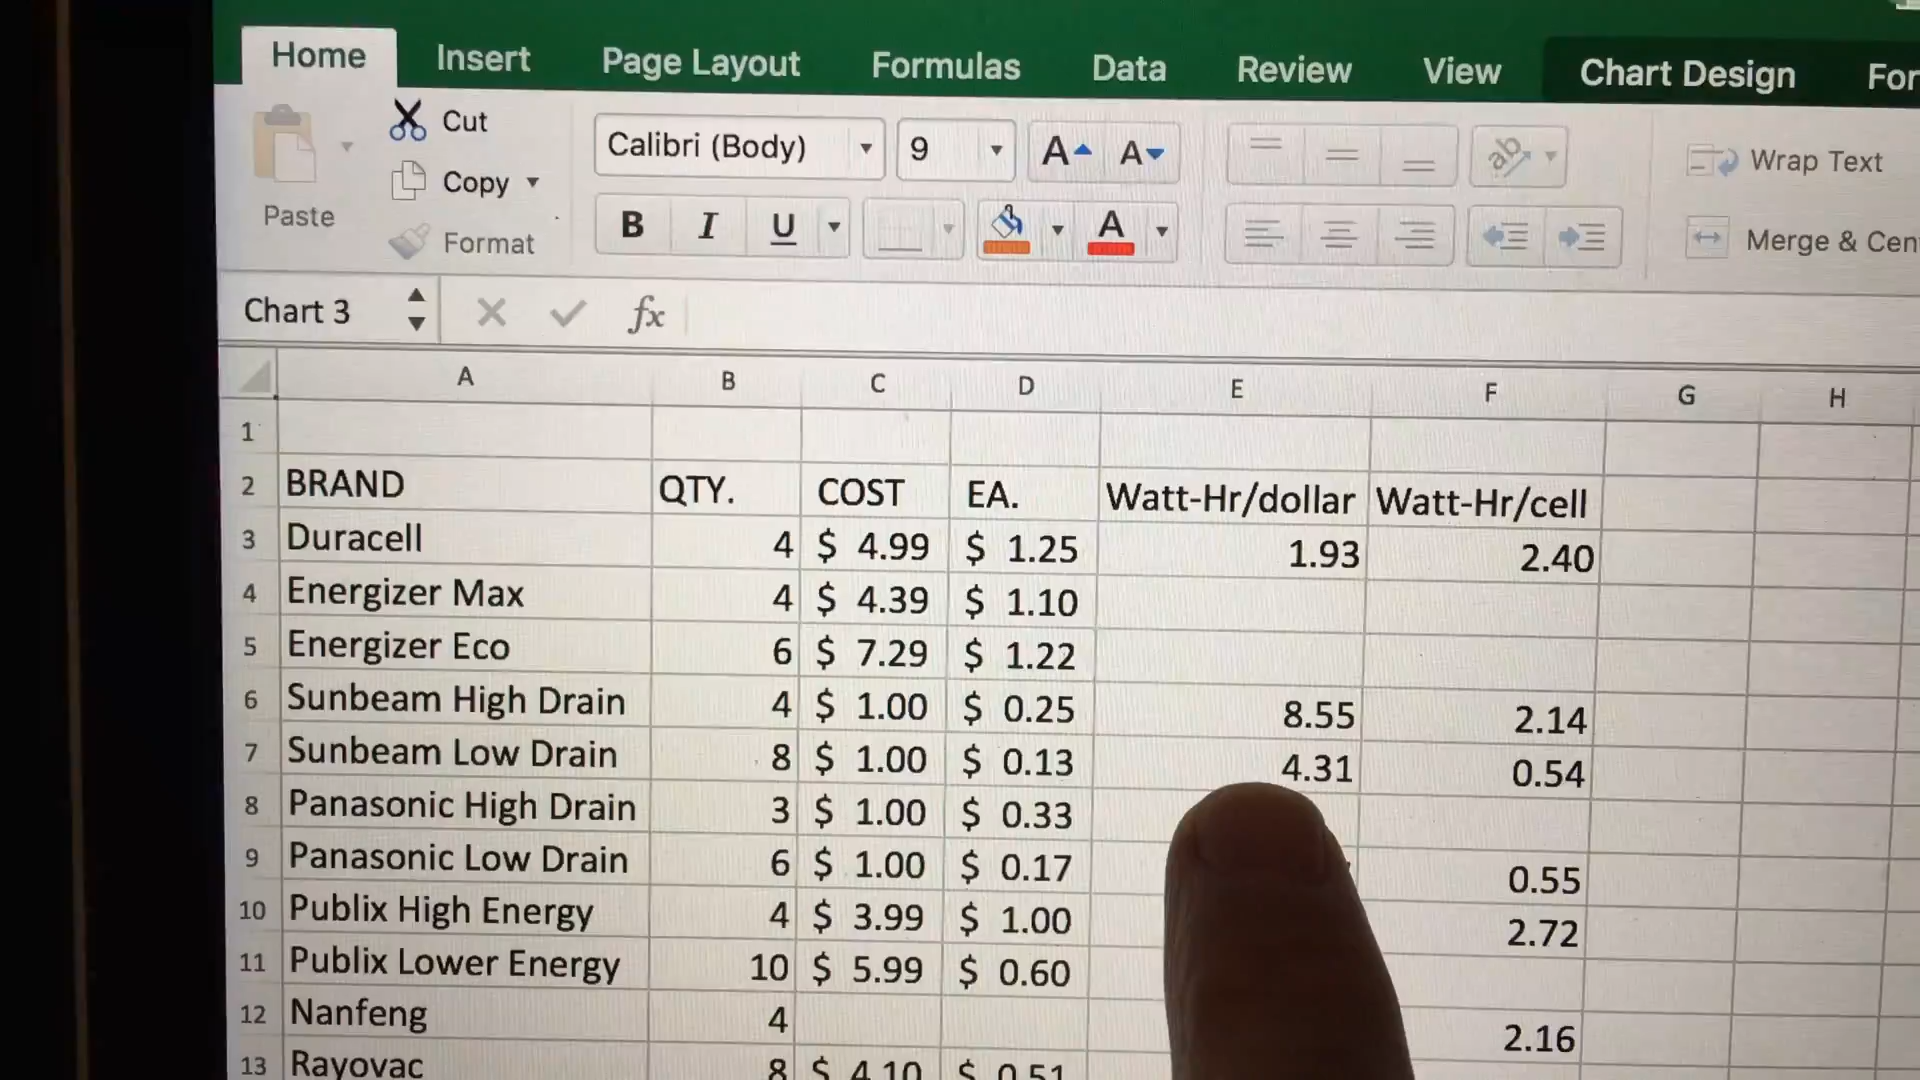 Home Insert Page Layout Formulas Data Review View Chart Design For
Cut
Calibri (Body) 9 A A
ab
Wrap Text
Copy
Paste
B I U A
Format
Merge & Cen
Chart 3 fx
A B C D E F G H
1
2 BRAND QTY. COST EA. Watt-Hr/dollar Watt-Hr/cell
3 Duracell 4 $ 4.99 $ 1.25 1.93 2.40
4 Energizer Max 4 $ 4.39 $ 1.10
5 Energizer Eco 6 $ 7.29 $ 1.22
6 Sunbeam High Drain 4 $ 1.00 $ 0.25 8.55 2.14
7 Sunbeam Low Drain 8 $ 1.00 $ 0.13 4.31 0.54
8 Panasonic High Drain 3 $ 1.00 $ 0.33
9 Panasonic Low Drain 6 $ 1.00 $ 0.17 0.55
10 Publix High Energy 4 $ 3.99 $ 1.00 2.72
11 Publix Lower Energy 10 $ 5.99 $ 0.60
12 Nanfeng 4 2.16
13 Rayovac 8 $ 4.10 $ 0.51